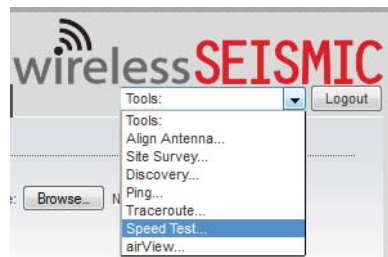 wirelessSEISMIC
Tools: Logout
Tools:
Align Antenna...
Site Survey...
Discovery...
: Browse... N
Ping...
Traceroute...
Speed Test...
airView...